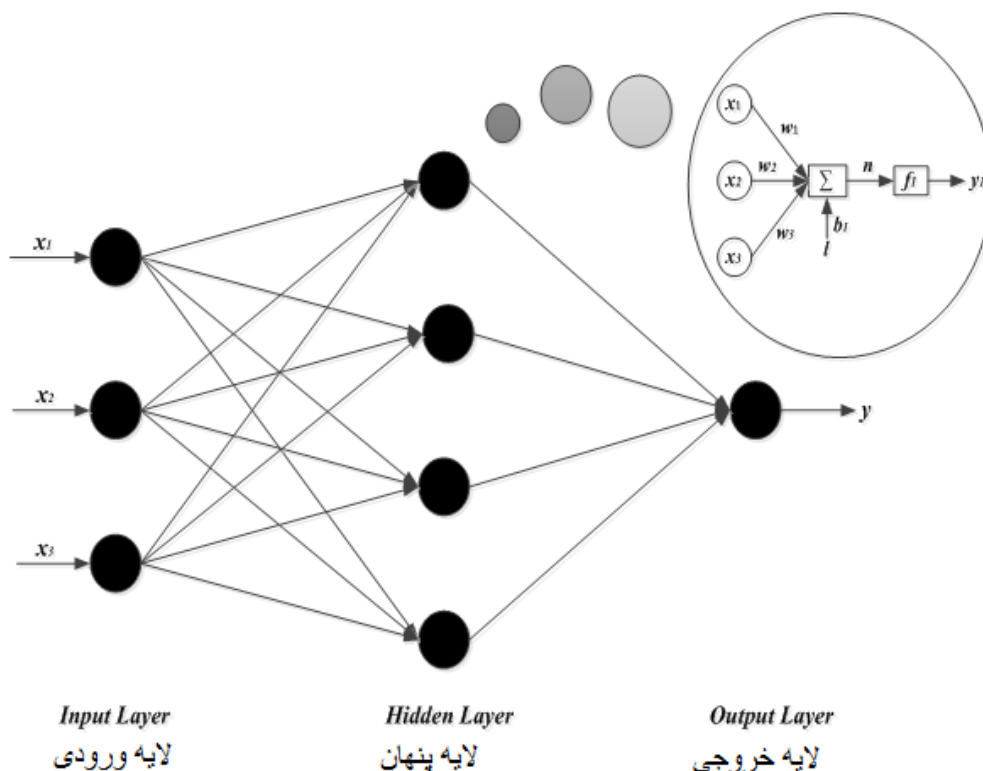 x1
w1
x2
w2
Σ
n
f1
y1
b1
1
w3
x3
x1
x2
x3
y
Input Layer
Hidden Layer
Output Layer
لایه ورودی
لایه پنهان
لایه خروجی